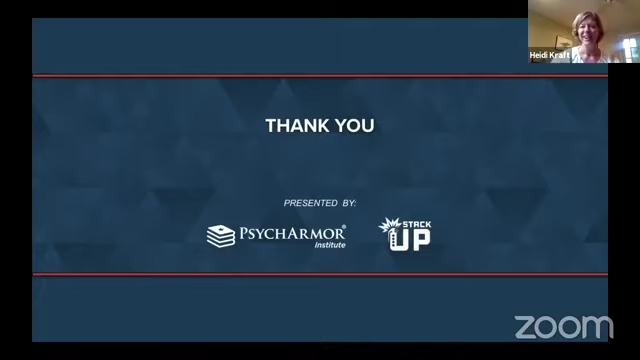 Heidi Kraft
THANK YOU
PRESENTED BY:
PSYCHARMOR®
Institute
STACK
UP
zoom